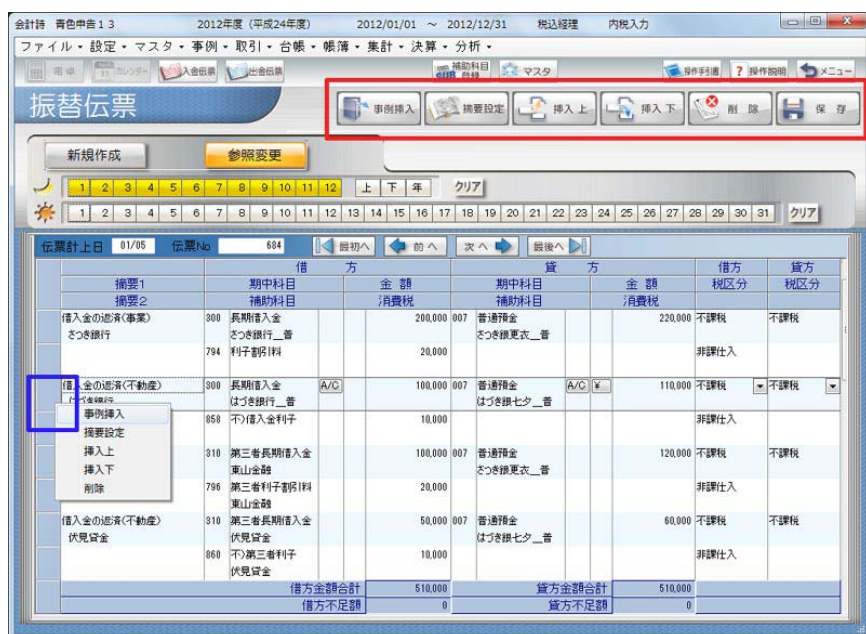 会計詩 青色申告13 2012年度（平成24年度） 2012/01/01 ～ 2012/12/31 税込経理 内税入力
ファイル・設定・マスタ・事例・取引・台帳・帳簿・集計・決算・分析・
電卓 カレンダー 入金伝票 出金伝票 SUB 補助科目登録 マスタ 操作手引書 ? 操作説明 メニュー
振替伝票 事例挿入 摘要設定 挿入上 挿入下 削除 保存
新規作成 参照変更
1 2 3 4 5 6 7 8 9 10 11 12 上 下 年 クリア
1 2 3 4 5 6 7 8 9 10 11 12 13 14 15 16 17 18 19 20 21 22 23 24 25 26 27 28 29 30 31 クリア
伝票計上日 01/05 伝票No 684 最初へ 前へ 次へ 最後へ
借方 貸方 借方 貸方
摘要1 期中科目 金額 期中科目 金額 税区分 税区分
摘要2 補助科目 消費税 補助科目 消費税
借入金の返済(事業) 300 長期借入金 200,000 007 普通預金 220,000 不課税 不課税
さつき銀行 さつき銀行__普 さつき銀更衣__普
794 利子割引料 20,000 非課仕入
借入金の返済(不動産) 300 長期借入金 A/C 100,000 007 普通預金 A/C ¥ 110,000 不課税 不課税
はづき銀行 はづき銀行__普 はづき銀七夕__普
事例挿入 858 不)借入金利子 10,000 非課仕入
摘要設定
挿入上 310 第三者長期借入金 100,000 007 普通預金 120,000 不課税 不課税
挿入下 東山金融 さつき銀更衣__普
削除 796 第三者利子割引料 20,000 非課仕入
東山金融
借入金の返済(不動産) 310 第三者長期借入金 50,000 007 普通預金 60,000 不課税 不課税
伏見貸金 伏見貸金 はづき銀七夕__普
860 不)第三者利子 10,000 非課仕入
伏見貸金
借方金額合計 510,000 貸方金額合計 510,000
借方不足額 0 貸方不足額 0